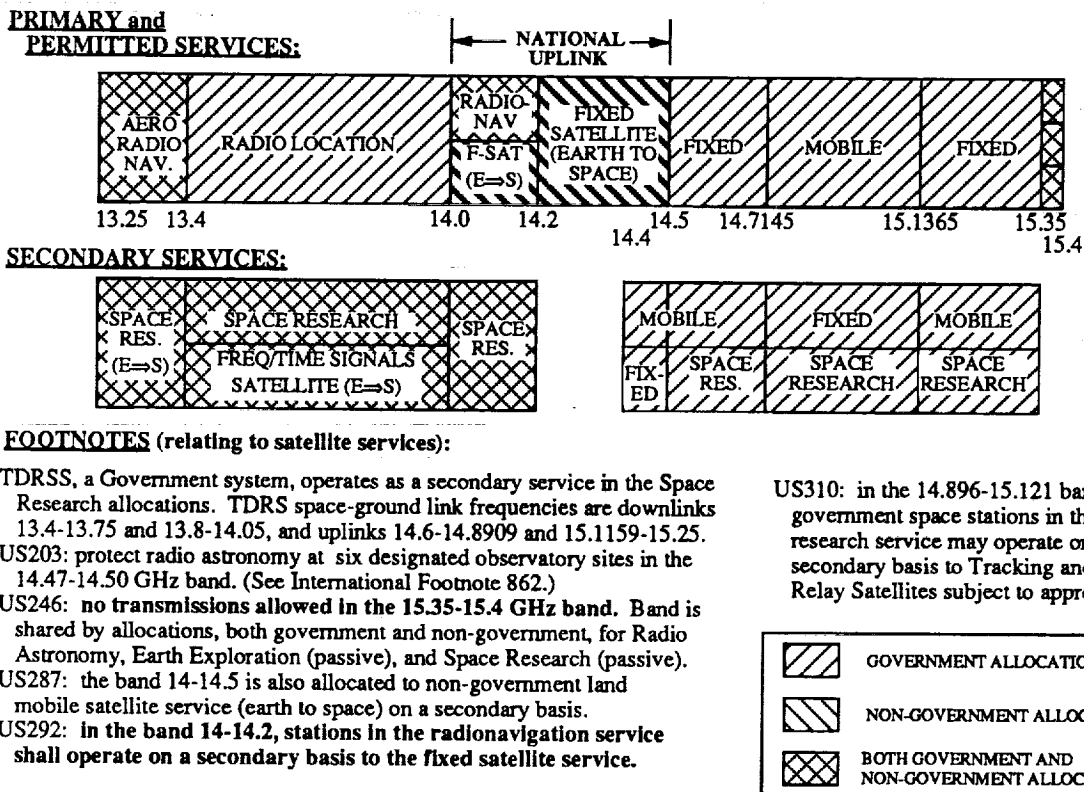 PRIMARY and
PERMITTED SERVICES:
NATIONAL
UPLINK
AERO
RADIO
NAV.
RADIO LOCATION
RADIO-
NAV
F-SAT
(E⇒S)
FIXED
SATELLITE
(EARTH TO
SPACE)
FIXED
MOBILE
FIXED
13.25 13.4 14.0 14.2 14.4 14.5 14.7145 15.1365 15.35 15.4
SECONDARY SERVICES:
SPACE
RES.
(E⇒S)
SPACE RESEARCH
FREQ/TIME SIGNALS
SATELLITE (E⇒S)
SPACE
RES.
MOBILE
FIX-
ED
SPACE
RES.
FIXED
SPACE
RESEARCH
MOBILE
SPACE
RESEARCH
FOOTNOTES (relating to satellite services):
TDRSS, a Government system, operates as a secondary service in the Space
Research allocations. TDRS space-ground link frequencies are downlinks
13.4-13.75 and 13.8-14.05, and uplinks 14.6-14.8909 and 15.1159-15.25.
US203: protect radio astronomy at six designated observatory sites in the
14.47-14.50 GHz band. (See International Footnote 862.)
US246: no transmissions allowed in the 15.35-15.4 GHz band. Band is
shared by allocations, both government and non-government, for Radio
Astronomy, Earth Exploration (passive), and Space Research (passive).
US287: the band 14-14.5 is also allocated to non-government land
mobile satellite service (earth to space) on a secondary basis.
US292: in the band 14-14.2, stations in the radionavigation service
shall operate on a secondary basis to the fixed satellite service.
US310: in the 14.896-15.121 ba
government space stations in th
research service may operate o
secondary basis to Tracking and
Relay Satellites subject to appr
GOVERNMENT ALLOCATIO
NON-GOVERNMENT ALLOC
BOTH GOVERNMENT AND
NON-GOVERNMENT ALLOC